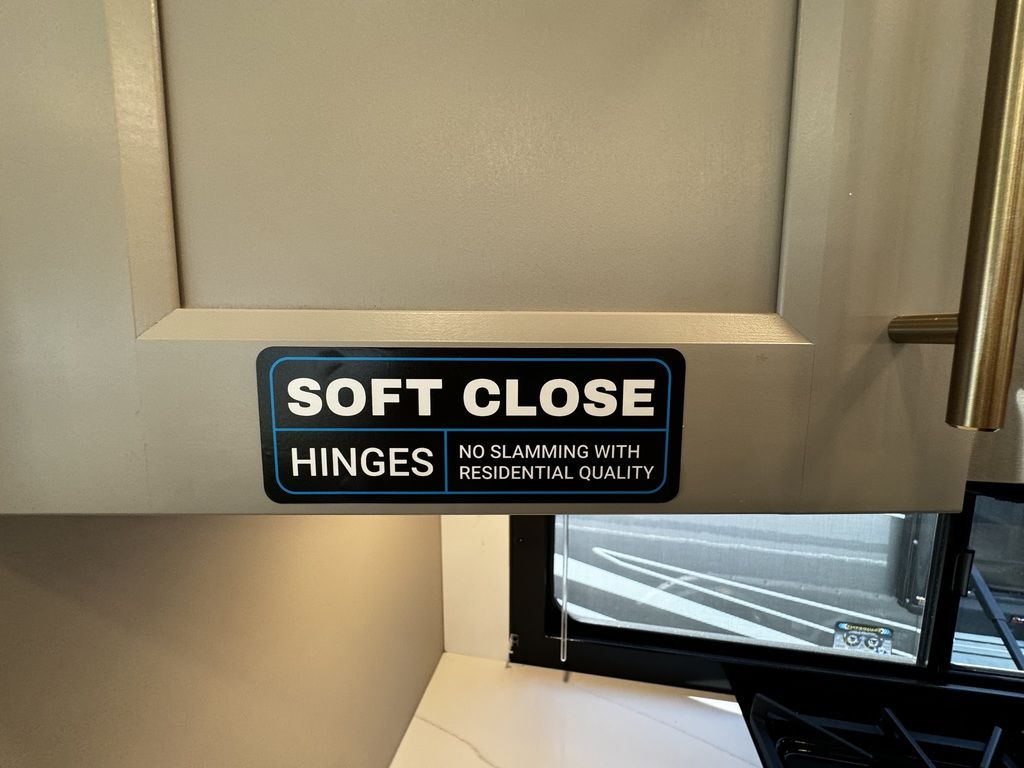 SOFT CLOSE
HINGES
NO SLAMMING WITH
RESIDENTIAL QUALITY